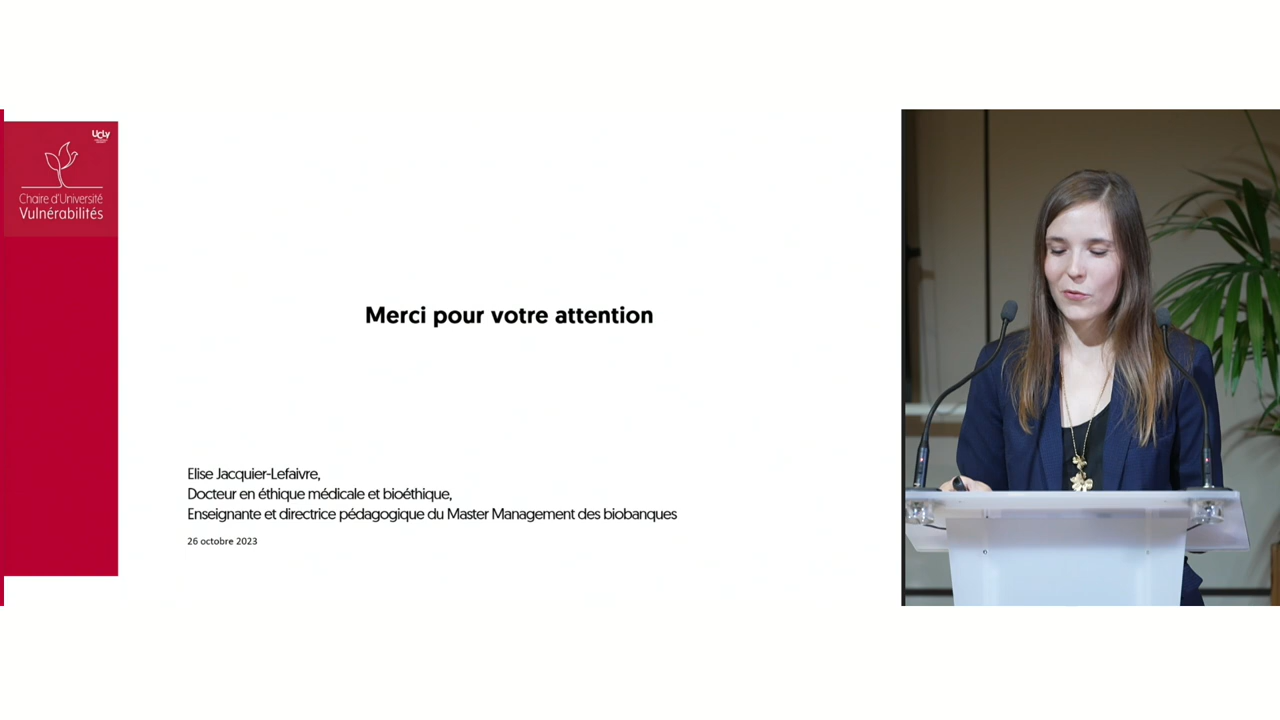 UCLy
Chaire d'Université
Vulnérabilités
Merci pour votre attention
Elise Jacquier-Lefaivre,
Docteur en éthique médicale et bioéthique,
Enseignante et directrice pédagogique du Master Management des biobanques
26 octobre 2023